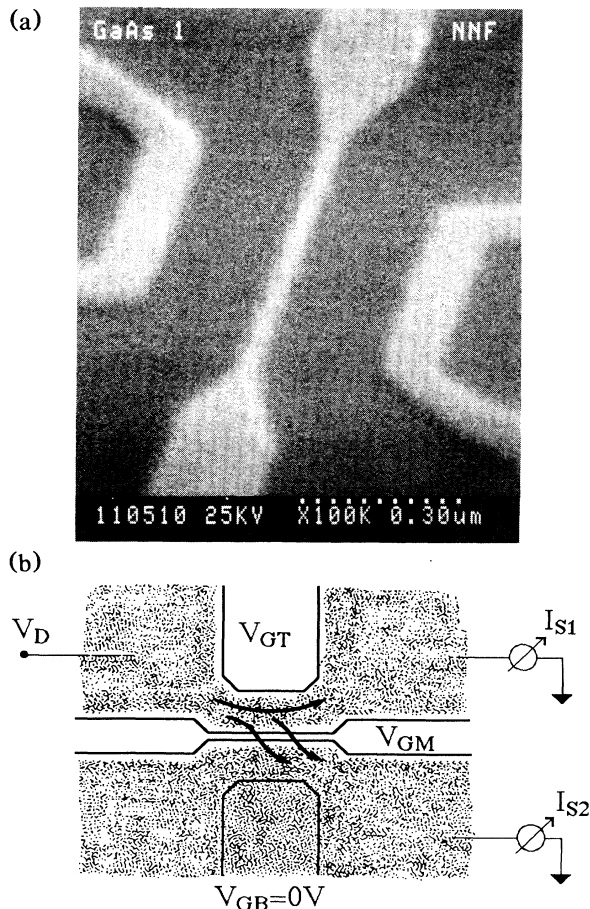 (a)
GaAs 1 NNF
110510 25KV X100K 0.30um
(b)
V_D
V_GT
I_S1
V_GM
I_S2
V_GB=0V